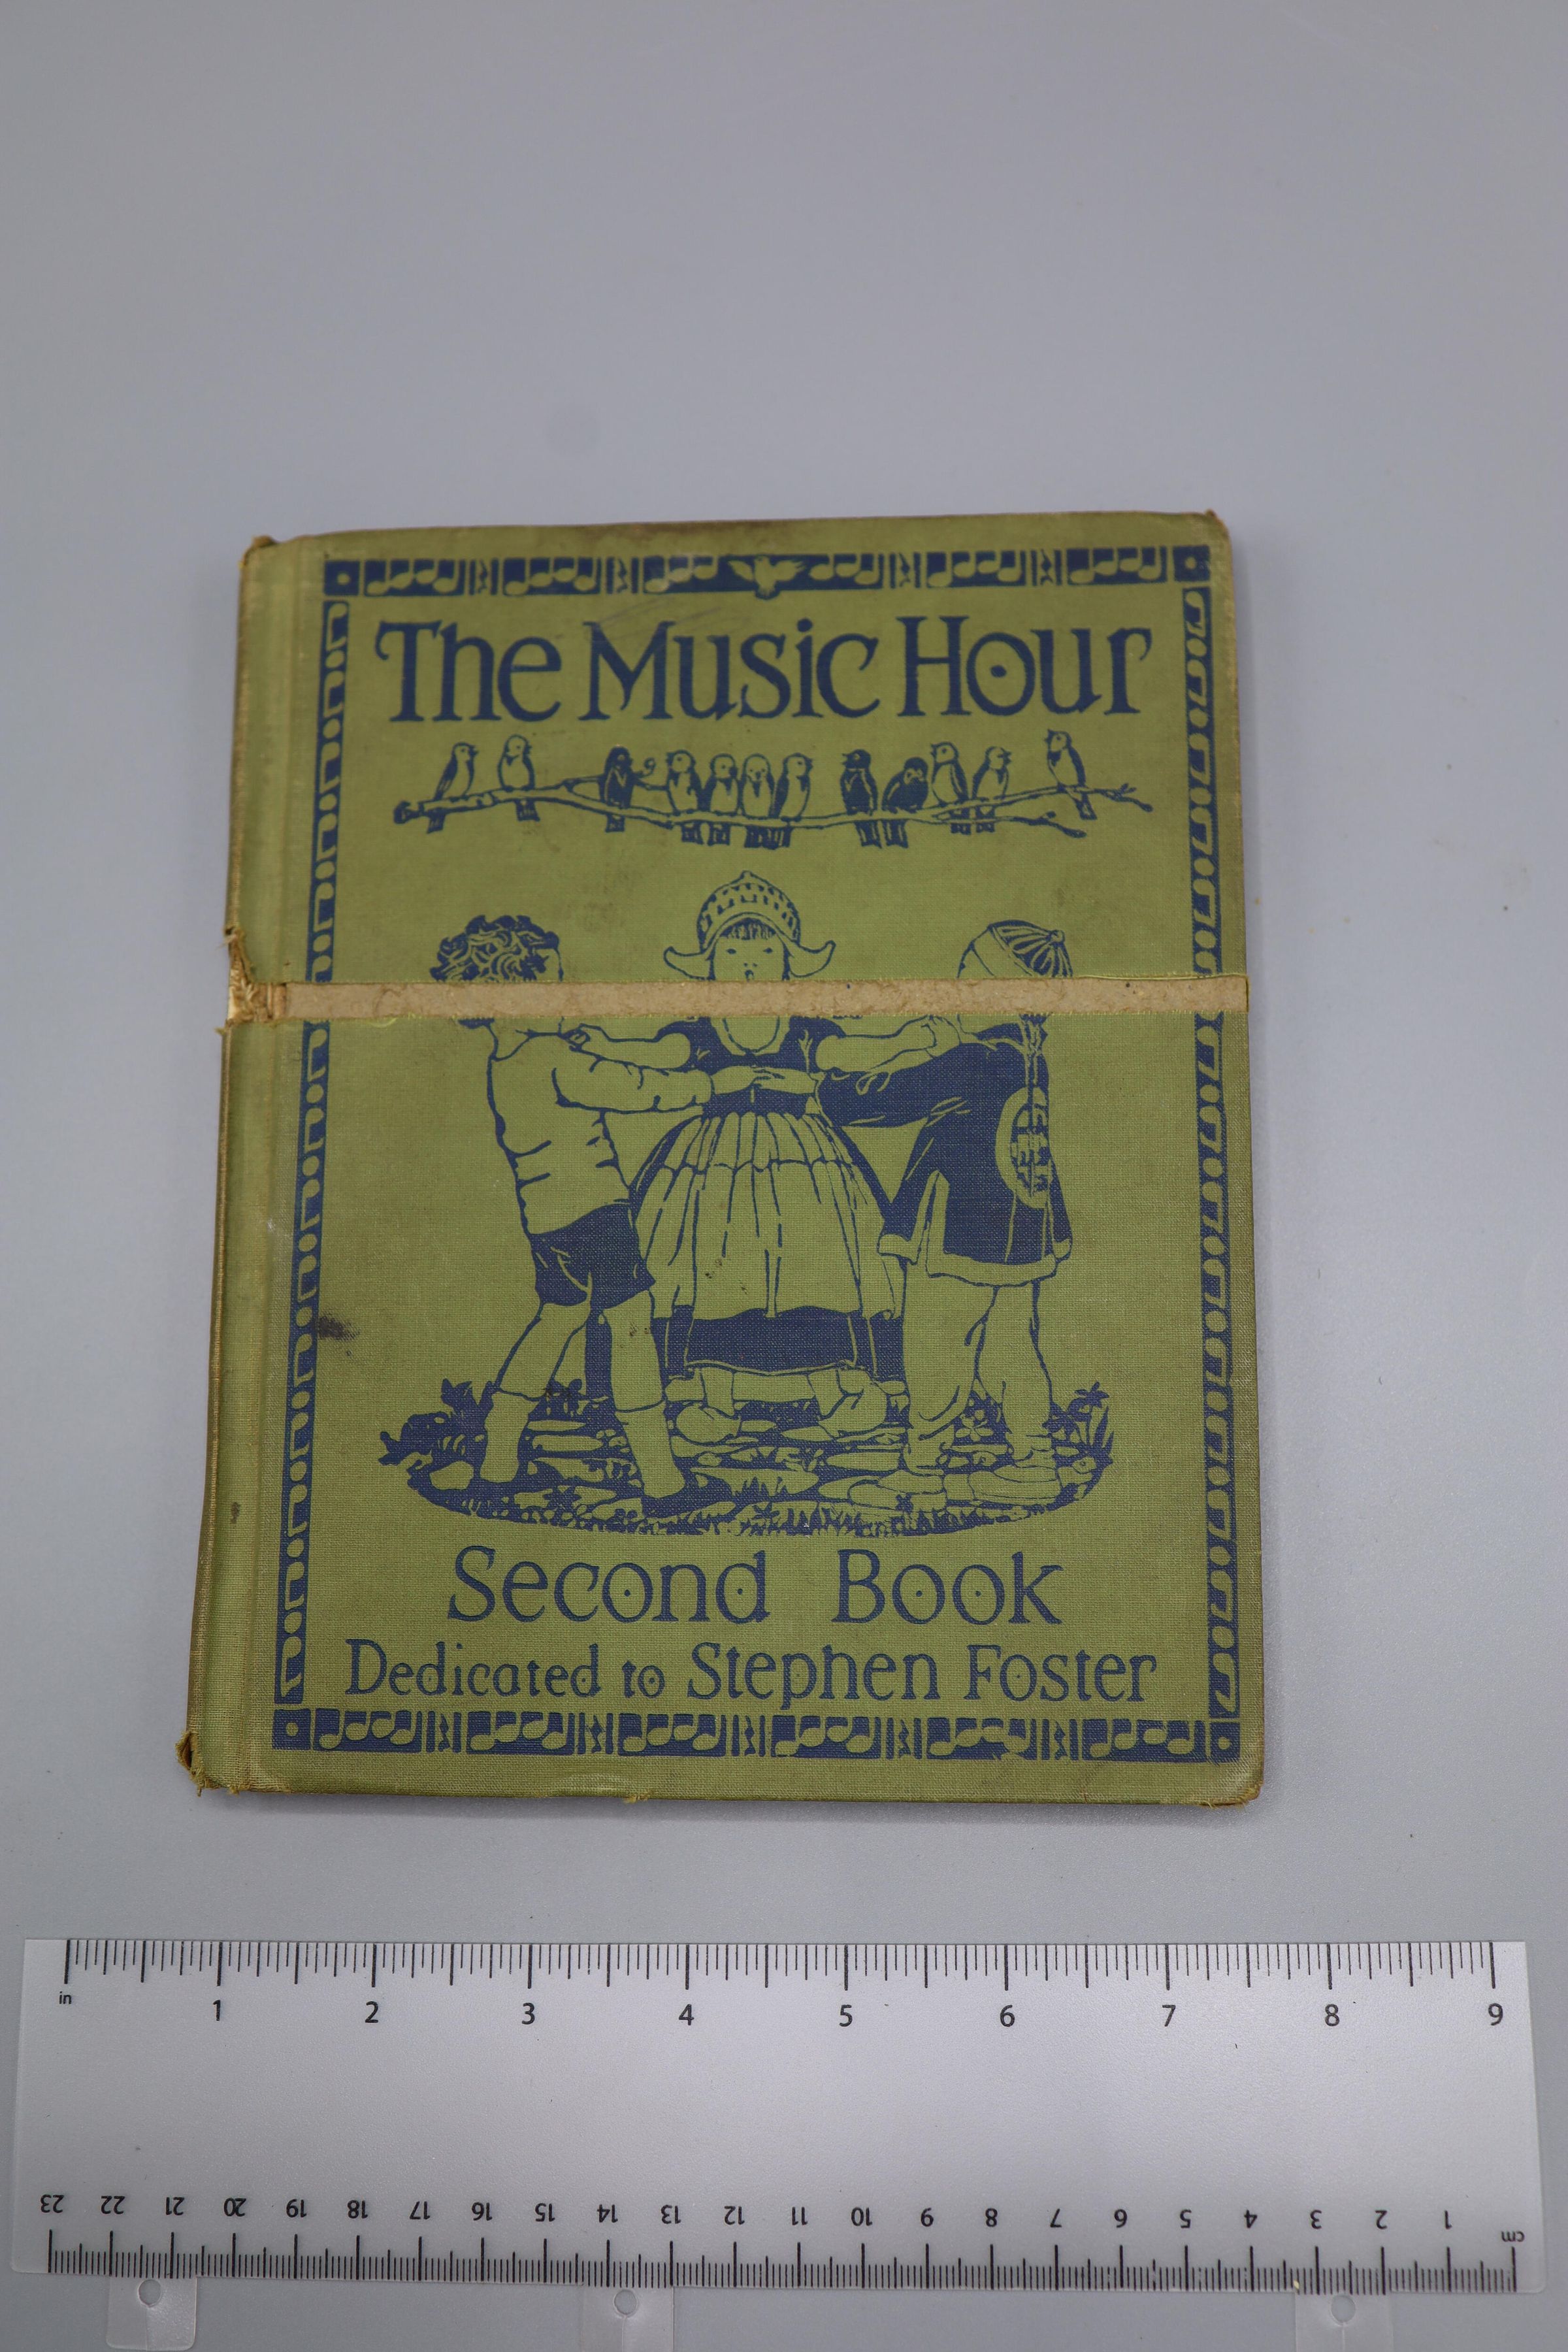 The Music Hour
Second Book
Dedicated to Stephen Foster
in
1 2 3 4 5 6 7 8 9
23 22 21 20 19 18 17 16 15 14 13 12 11 10 9 8 7 6 5 4 3 2 1
cm